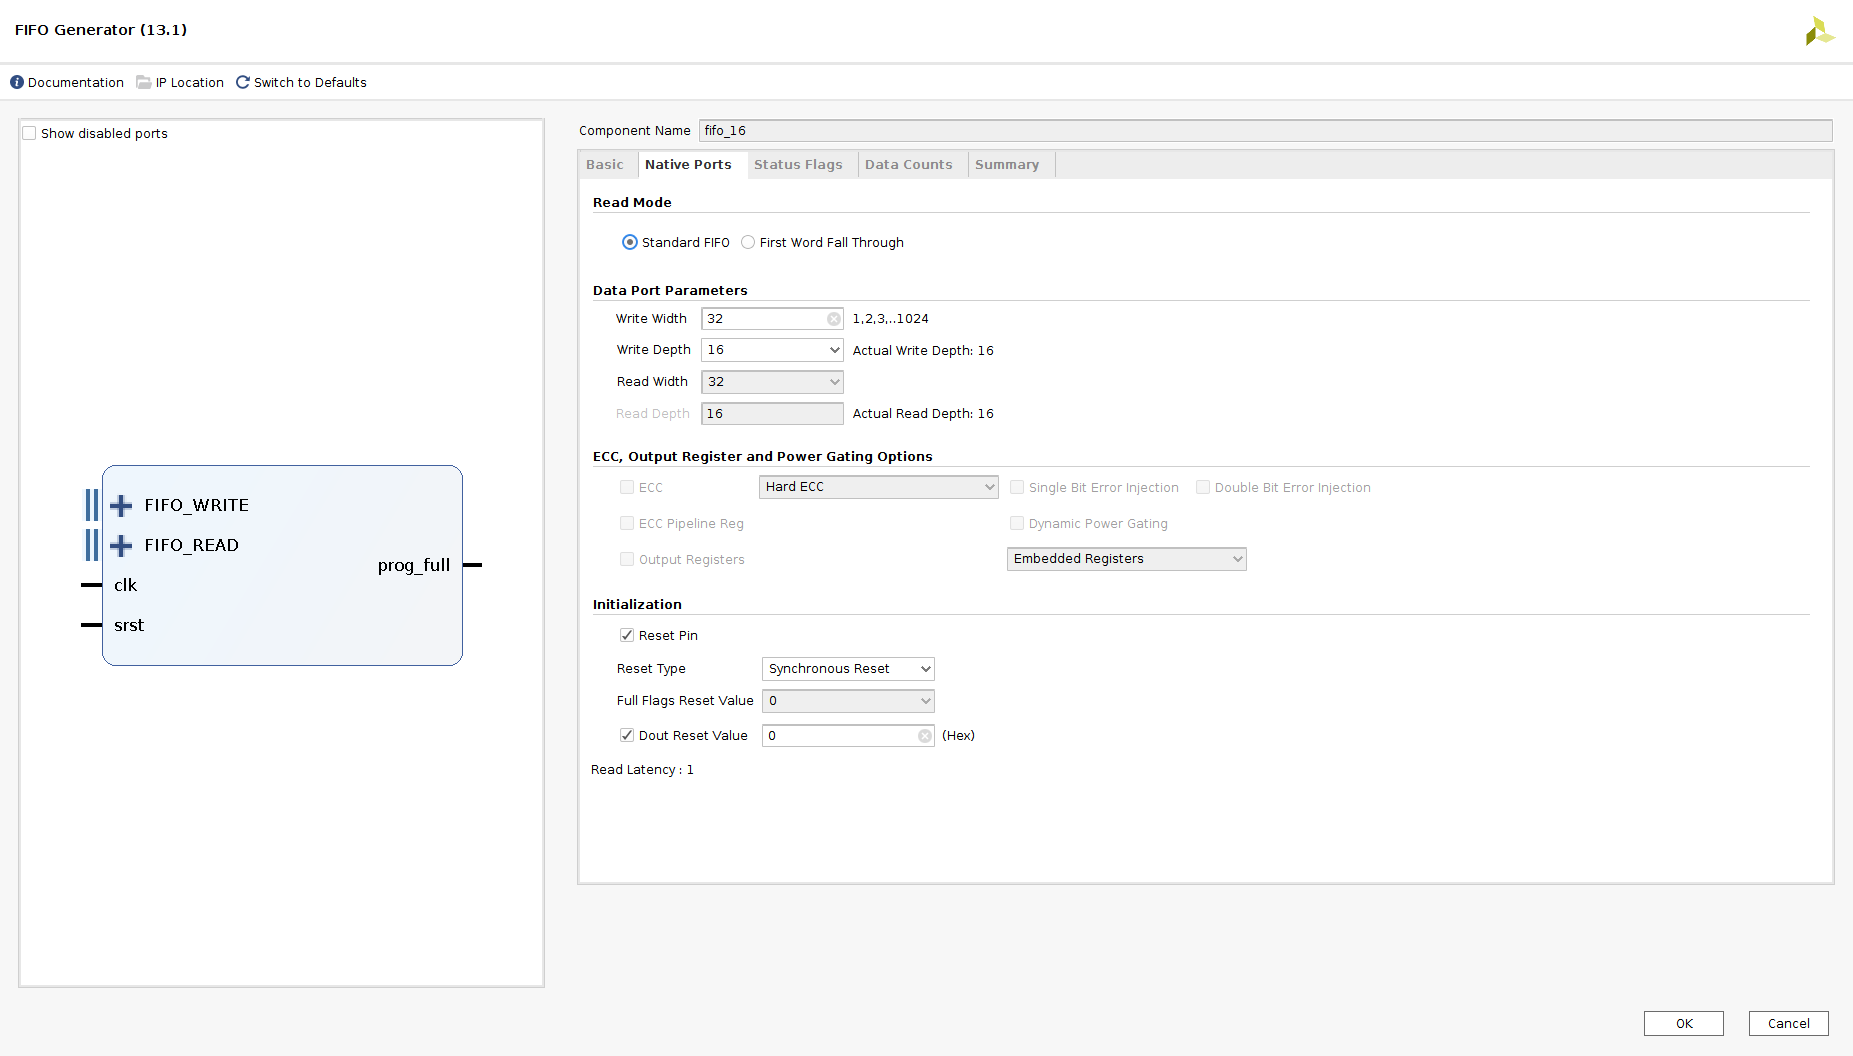 FIFO Generator (13.1)
Documentation IP Location Switch to Defaults
Show disabled ports
FIFO_WRITE
FIFO_READ
prog_full
clk
srst
Component Name fifo_16
Basic Native Ports Status Flags Data Counts Summary
Read Mode
Standard FIFO First Word Fall Through
Data Port Parameters
Write Width 32 1,2,3,..1024
Write Depth 16 Actual Write Depth: 16
Read Width 32
Read Depth 16 Actual Read Depth: 16
ECC, Output Register and Power Gating Options
ECC Hard ECC Single Bit Error Injection Double Bit Error Injection
ECC Pipeline Reg Dynamic Power Gating
Output Registers Embedded Registers
Initialization
Reset Pin
Reset Type Synchronous Reset
Full Flags Reset Value 0
Dout Reset Value 0 (Hex)
Read Latency : 1
OK Cancel